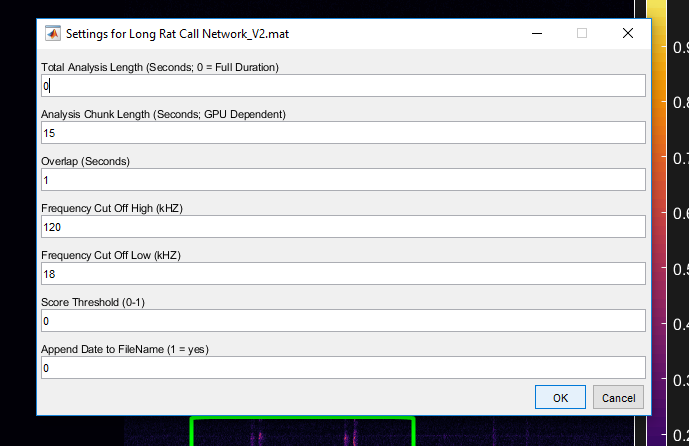 Settings for Long Rat Call Network_V2.mat
Total Analysis Length (Seconds; 0 = Full Duration)
0
Analysis Chunk Length (Seconds; GPU Dependent)
15
Overlap (Seconds)
1
Frequency Cut Off High (kHZ)
120
Frequency Cut Off Low (kHZ)
18
Score Threshold (0-1)
0
Append Date to FileName (1 = yes)
0
OK Cancel
0.9
0.8
0.7
0.6
0.5
0.4
0.3
0.2